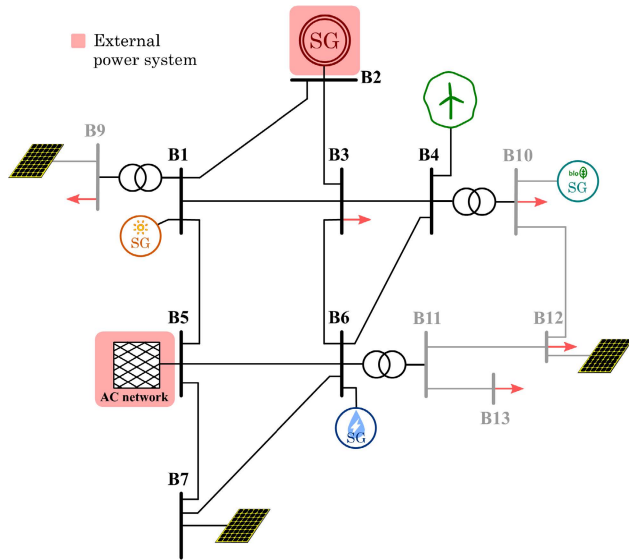 External
power system
SG
B2
B9
B1
B3
B4
B10
bio
SG
SG
B5
B6
B11
B12
AC network
B13
SG
B7